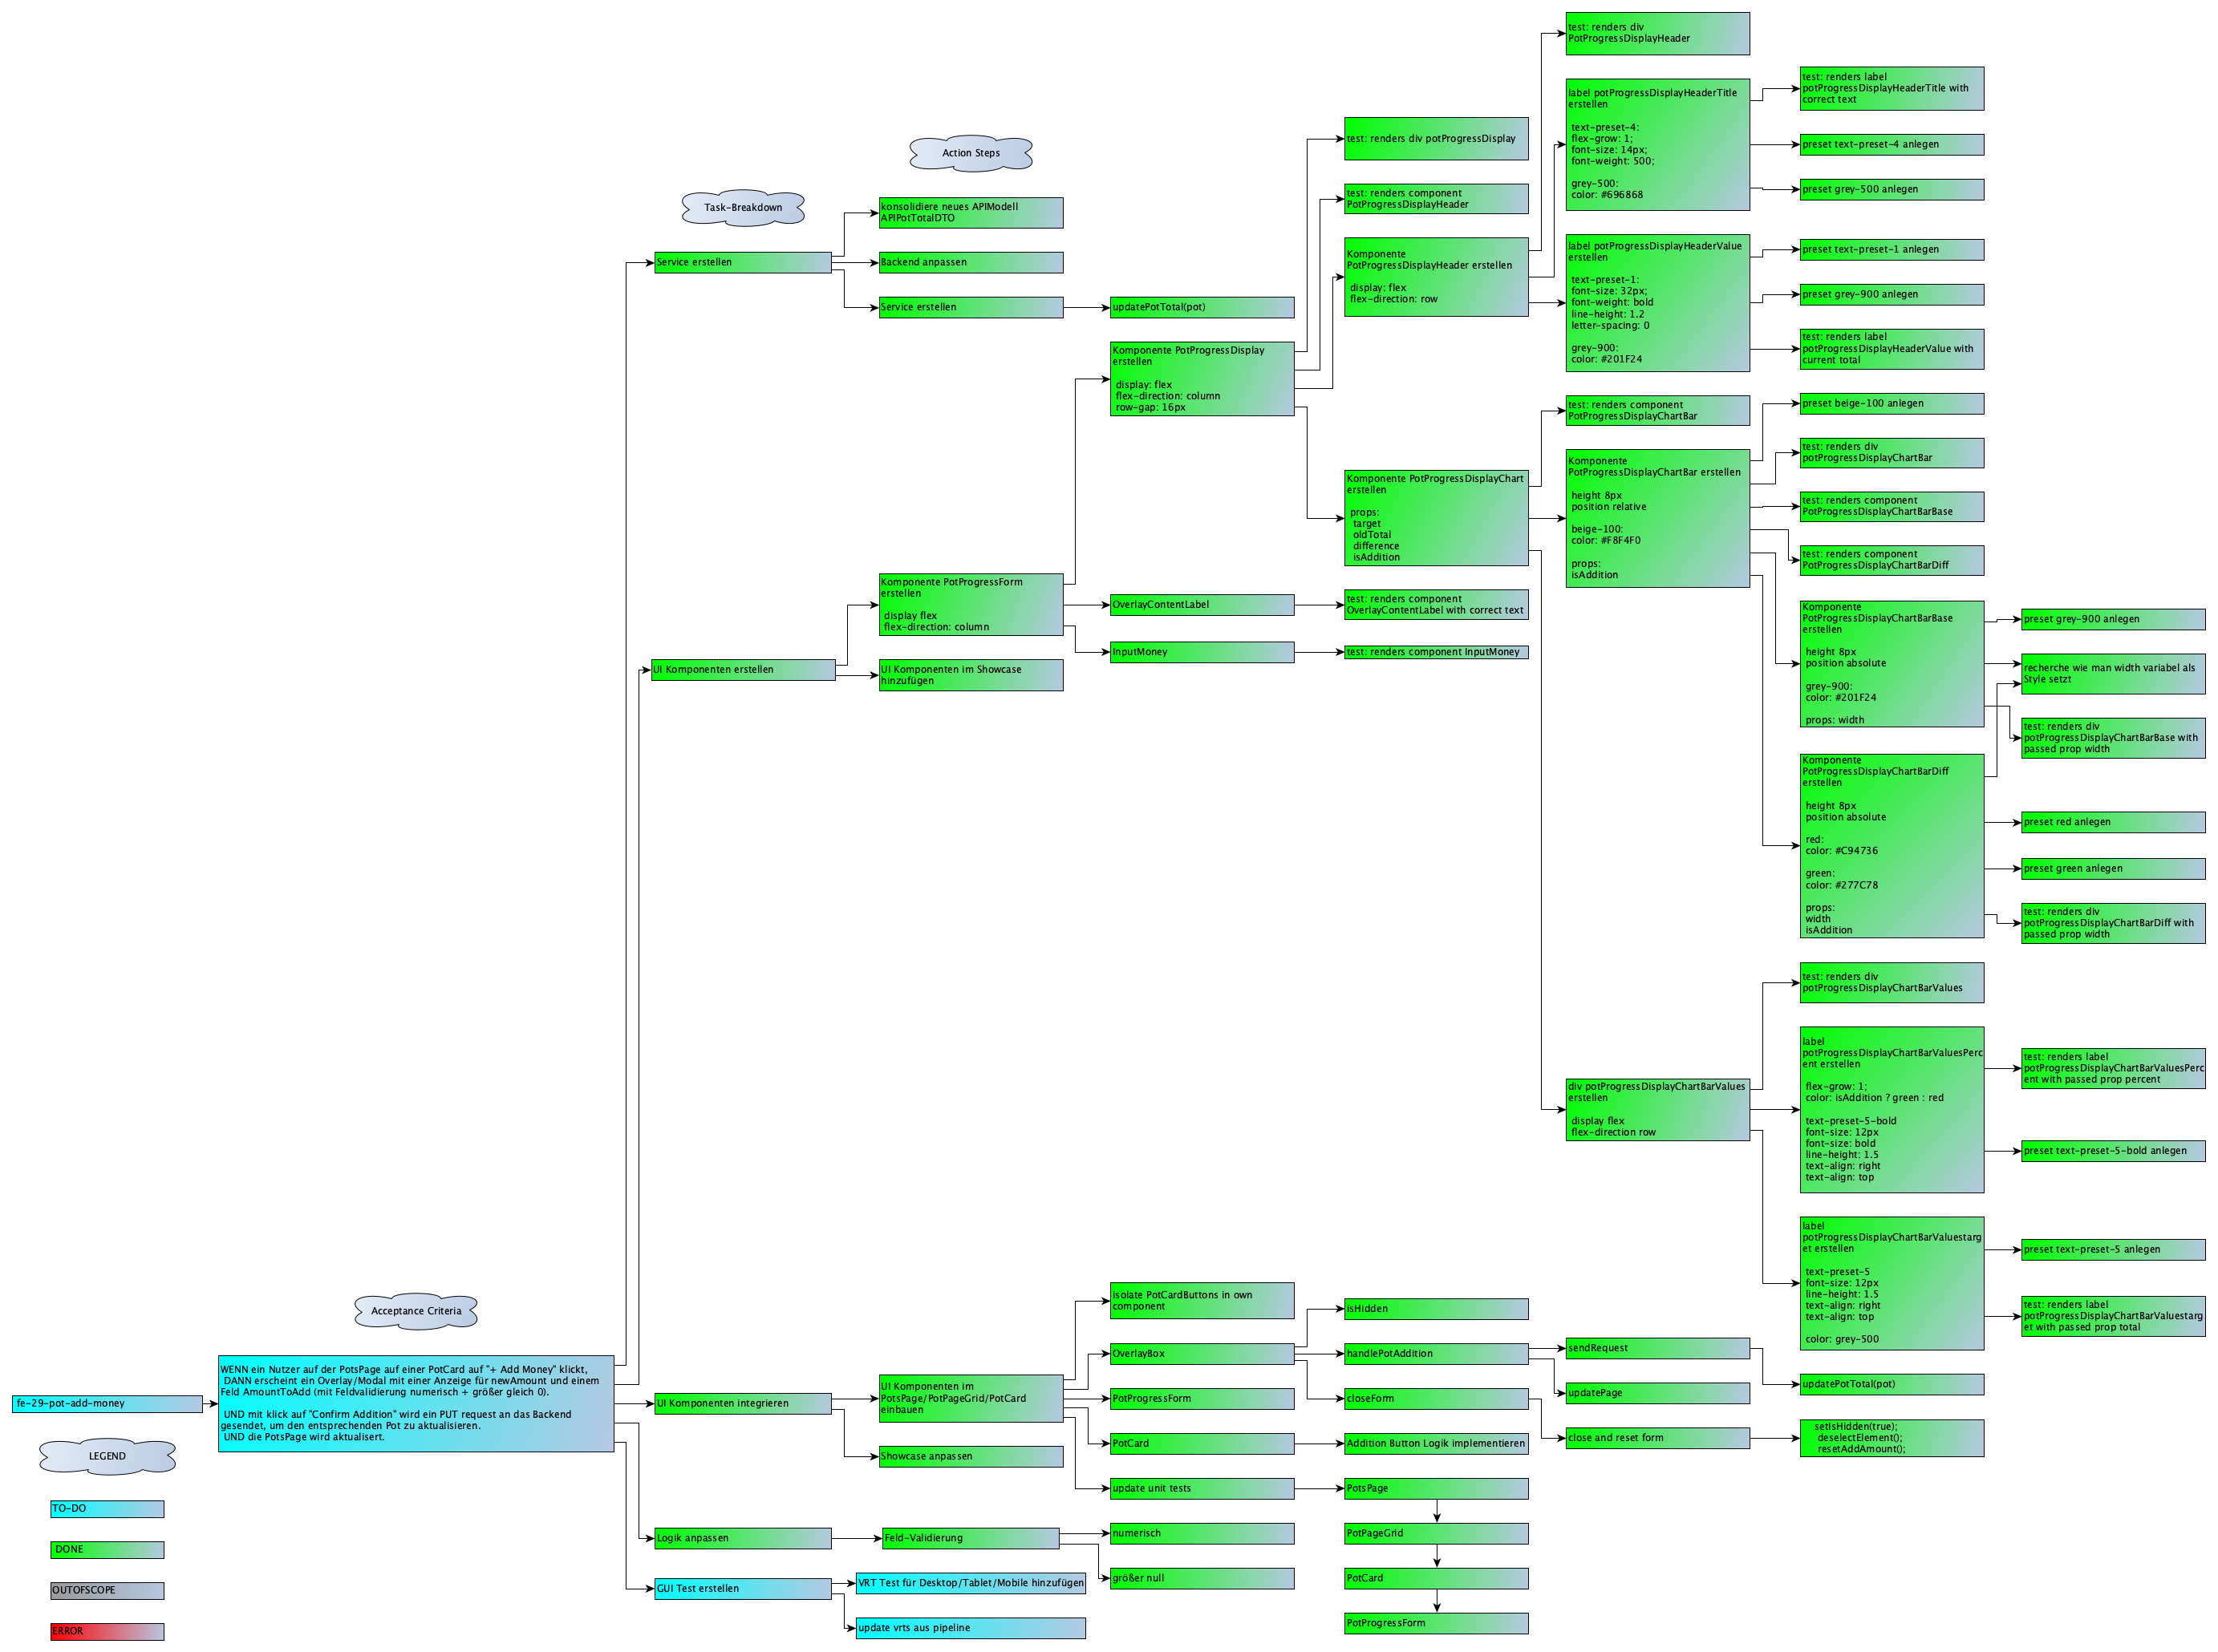 fe-29-pot-add-money
LEGEND
TO-DO
DONE
OUTOFSCOPE
ERROR
Acceptance Criteria
WENN ein Nutzer auf der PotsPage auf einer PotCard auf "+ Add Money" klickt,
DANN erscheint ein Overlay/Modal mit einer Anzeige für newAmount und einem
Feld AmountToAdd (mit Feldvalidierung numerisch + größer gleich 0).
UND mit klick auf "Confirm Addition" wird ein PUT request an das Backend
gesendet, um den entsprechenden Pot zu aktualisieren.
UND die PotsPage wird aktualisert.
Task-Breakdown
Service erstellen
UI Komponenten erstellen
UI Komponenten integrieren
Logik anpassen
GUI Test erstellen
Action Steps
konsolidiere neues APIModell
APIPotTotalDTO
Backend anpassen
Service erstellen
Komponente PotProgressForm
erstellen
display flex
flex-direction: column
UI Komponenten im Showcase
hinzufügen
UI Komponenten im
PotsPage/PotPageGrid/PotCard
einbauen
Showcase anpassen
Feld-Validierung
VRT Test für Desktop/Tablet/Mobile hinzufügen
update vrts aus pipeline
updatePotTotal(pot)
Komponente PotProgressDisplay
erstellen
display: flex
flex-direction: column
row-gap: 16px
OverlayContentLabel
InputMoney
isolate PotCardButtons in own
component
OverlayBox
PotProgressForm
PotCard
update unit tests
numerisch
größer null
test: renders div potProgressDisplay
test: renders component
PotProgressDisplayHeader
Komponente
PotProgressDisplayHeader erstellen
display: flex
flex-direction: row
Komponente PotProgressDisplayChart
erstellen
props:
target
oldTotal
difference
isAddition
test: renders component
OverlayContentLabel with correct text
test: renders component InputMoney
isHidden
handlePotAddition
closeForm
Addition Button Logik implementieren
PotsPage
PotPageGrid
PotCard
PotProgressForm
test: renders div
PotProgressDisplayHeader
label potProgressDisplayHeaderTitle
erstellen
text-preset-4:
flex-grow: 1;
font-size: 14px;
font-weight: 500;
grey-500:
color: #696868
label potProgressDisplayHeaderValue
erstellen
text-preset-1:
font-size: 32px;
font-weight: bold
line-height: 1.2
letter-spacing: 0
grey-900:
color: #201F24
test: renders component
PotProgressDisplayChartBar
Komponente
PotProgressDisplayChartBar erstellen
height 8px
position relative
beige-100:
color: #F8F4F0
props:
isAddition
div potProgressDisplayChartBarValues
erstellen
display flex
flex-direction row
sendRequest
updatePage
close and reset form
test: renders label
potProgressDisplayHeaderTitle with
correct text
preset text-preset-4 anlegen
preset grey-500 anlegen
preset text-preset-1 anlegen
preset grey-900 anlegen
test: renders label
potProgressDisplayHeaderValue with
current total
preset beige-100 anlegen
test: renders div
potProgressDisplayChartBar
test: renders component
PotProgressDisplayChartBarBase
test: renders component
PotProgressDisplayChartBarDiff
Komponente
PotProgressDisplayChartBarBase
erstellen
height 8px
position absolute
grey-900:
color: #201F24
props: width
Komponente
PotProgressDisplayChartBarDiff
erstellen
height 8px
position absolute
red:
color: #C94736
green:
color: #277C78
props:
width
isAddition
test: renders div
potProgressDisplayChartBarValues
label
potProgressDisplayChartBarValuesPerc
ent erstellen
flex-grow: 1;
color: isAddition ? green : red
text-preset-5-bold
font-size: 12px
font-size: bold
line-height: 1.5
text-align: right
text-align: top
label
potProgressDisplayChartBarValuestarg
et erstellen
text-preset-5
font-size: 12px
line-height: 1.5
text-align: right
text-align: top
color: grey-500
updatePotTotal(pot)
setIsHidden(true);
deselectElement();
resetAddAmount();
preset grey-900 anlegen
recherche wie man width variabel als
Style setzt
test: renders div
potProgressDisplayChartBarBase with
passed prop width
preset red anlegen
preset green anlegen
test: renders div
potProgressDisplayChartBarDiff with
passed prop width
test: renders label
potProgressDisplayChartBarValuesPerc
ent with passed prop percent
preset text-preset-5-bold anlegen
preset text-preset-5 anlegen
test: renders label
potProgressDisplayChartBarValuestarg
et with passed prop total